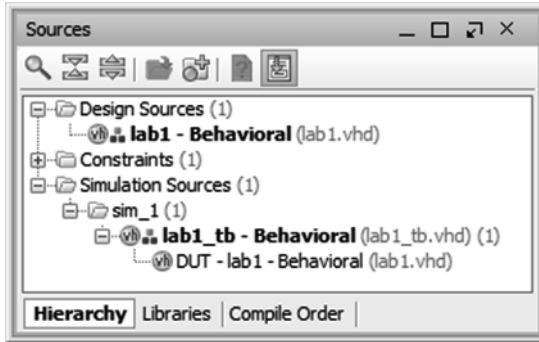 Sources
Design Sources (1)
lab1 - Behavioral (lab1.vhd)
Constraints (1)
Simulation Sources (1)
sim_1 (1)
lab1_tb - Behavioral (lab1_tb.vhd) (1)
DUT - lab1 - Behavioral (lab1.vhd)
Hierarchy Libraries Compile Order